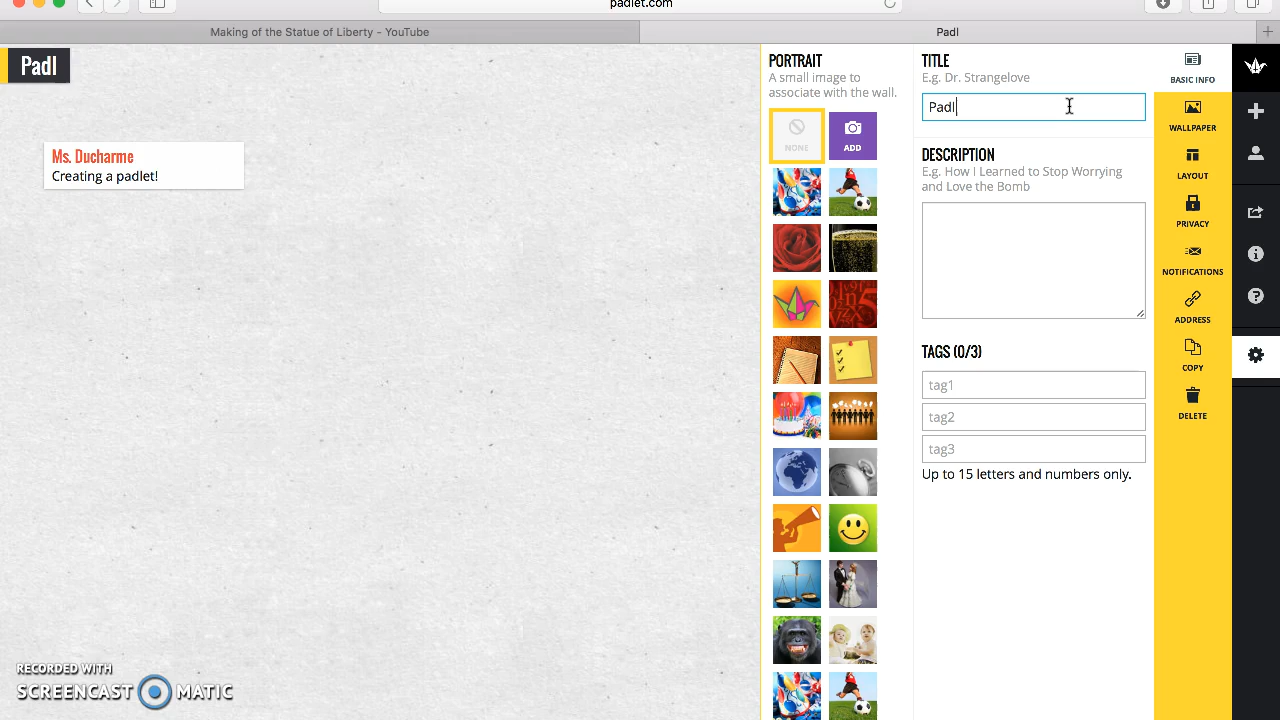 padlet.com
Making of the Statue of Liberty - YouTube
Padl
Padl
Ms. Ducharme
Creating a padlet!
PORTRAIT
A small image to
associate with the wall.
NONE
ADD
TITLE
E.g. Dr. Strangelove
Padl
DESCRIPTION
E.g. How I Learned to Stop Worrying
and Love the Bomb
TAGS (0/3)
tag1
tag2
tag3
Up to 15 letters and numbers only.
BASIC INFO
WALLPAPER
LAYOUT
PRIVACY
NOTIFICATIONS
ADDRESS
COPY
DELETE
RECORDED WITH
SCREENCAST MATIC